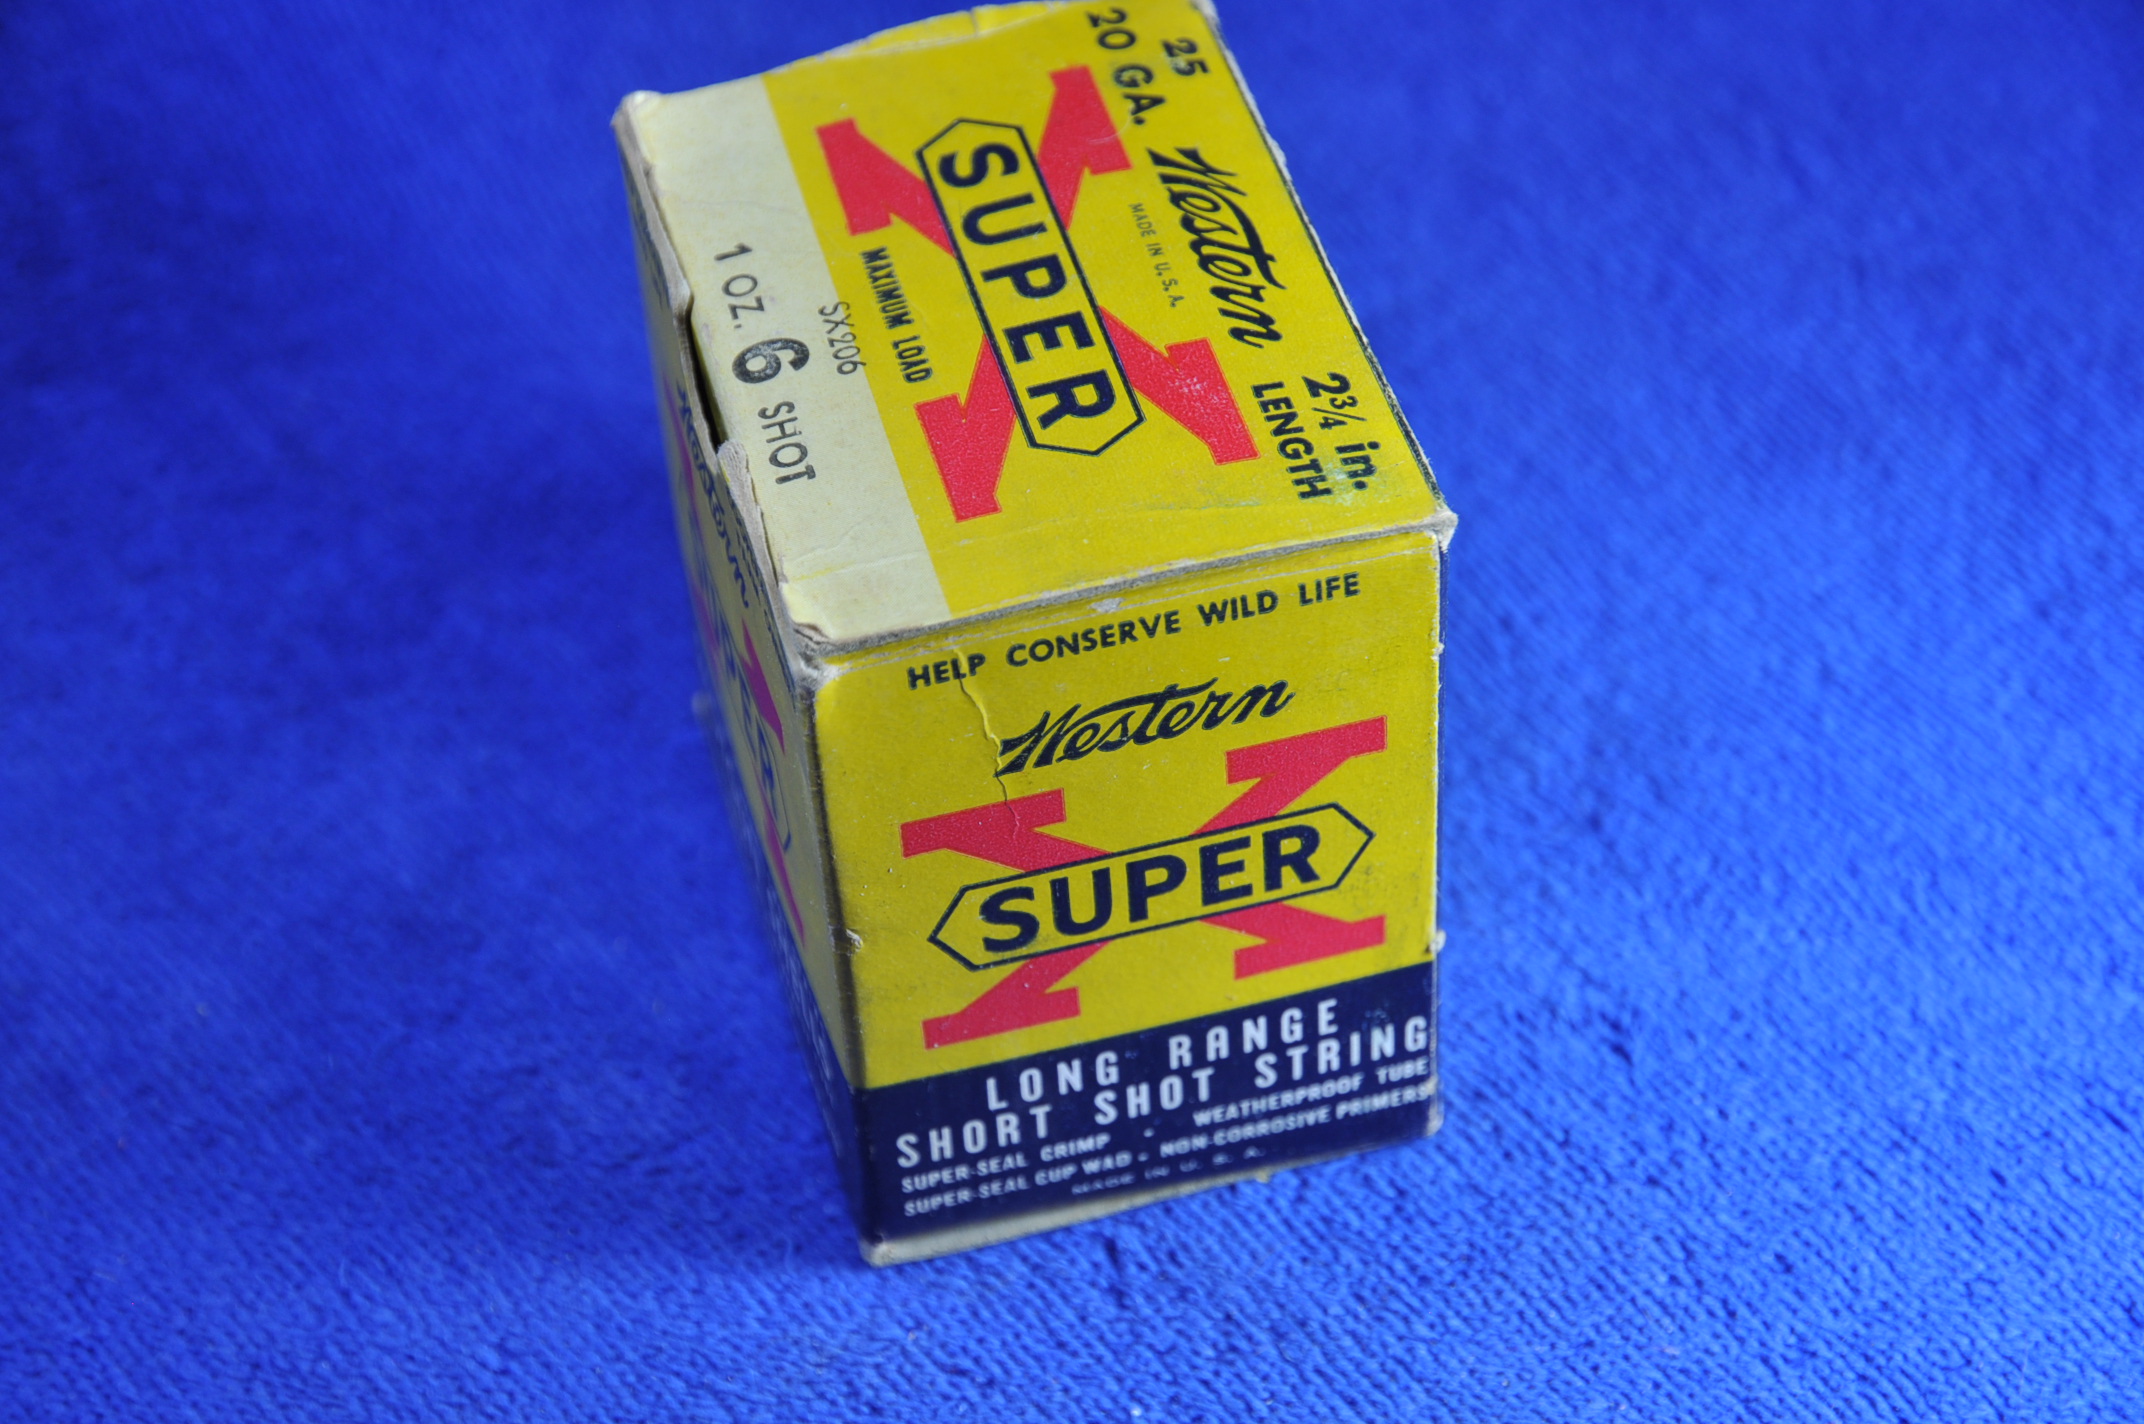 25
20 GA.
Western
MADE IN U.S.A.
2¾ in.
LENGTH
X
SUPER
MAXIMUM LOAD
SX206
1 OZ. 6 SHOT
HELP CONSERVE WILD LIFE
Western
X
SUPER
LONG RANGE
SHORT SHOT STRING
SUPER-SEAL CRIMP • WEATHERPROOF TUBE
SUPER-SEAL CUP WAD • NON-CORROSIVE PRIMERS
MADE IN U.S.A.
Western
SUPER